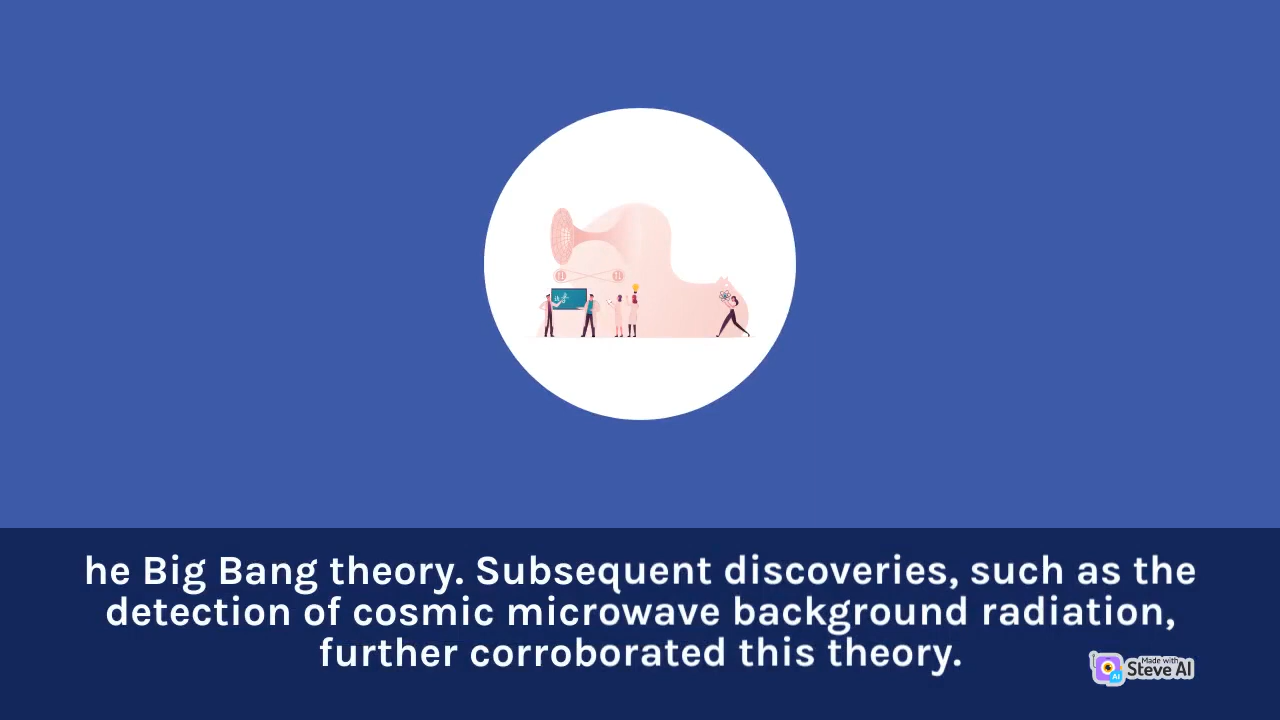 he Big Bang theory. Subsequent discoveries, such as the
detection of cosmic microwave background radiation,
further corroborated this theory.
Made with
Steve AI
AI